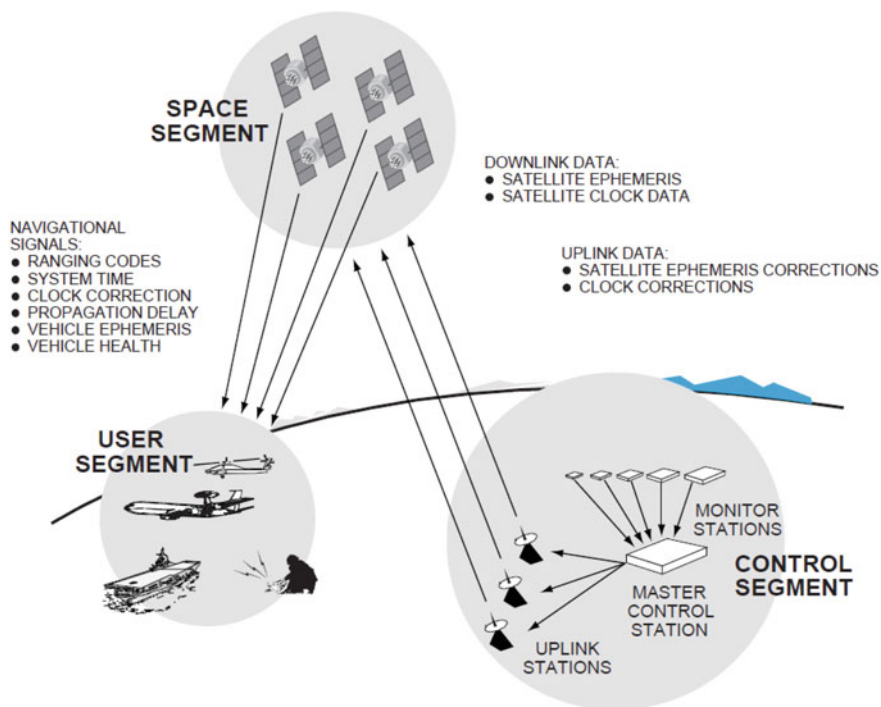 SPACE
SEGMENT
DOWNLINK DATA:
● SATELLITE EPHEMERIS
● SATELLITE CLOCK DATA
NAVIGATIONAL
SIGNALS:
● RANGING CODES
● SYSTEM TIME
● CLOCK CORRECTION
● PROPAGATION DELAY
● VEHICLE EPHEMERIS
● VEHICLE HEALTH
UPLINK DATA:
● SATELLITE EPHEMERIS CORRECTIONS
● CLOCK CORRECTIONS
USER
SEGMENT
MONITOR
STATIONS
CONTROL
SEGMENT
MASTER
CONTROL
STATION
UPLINK
STATIONS